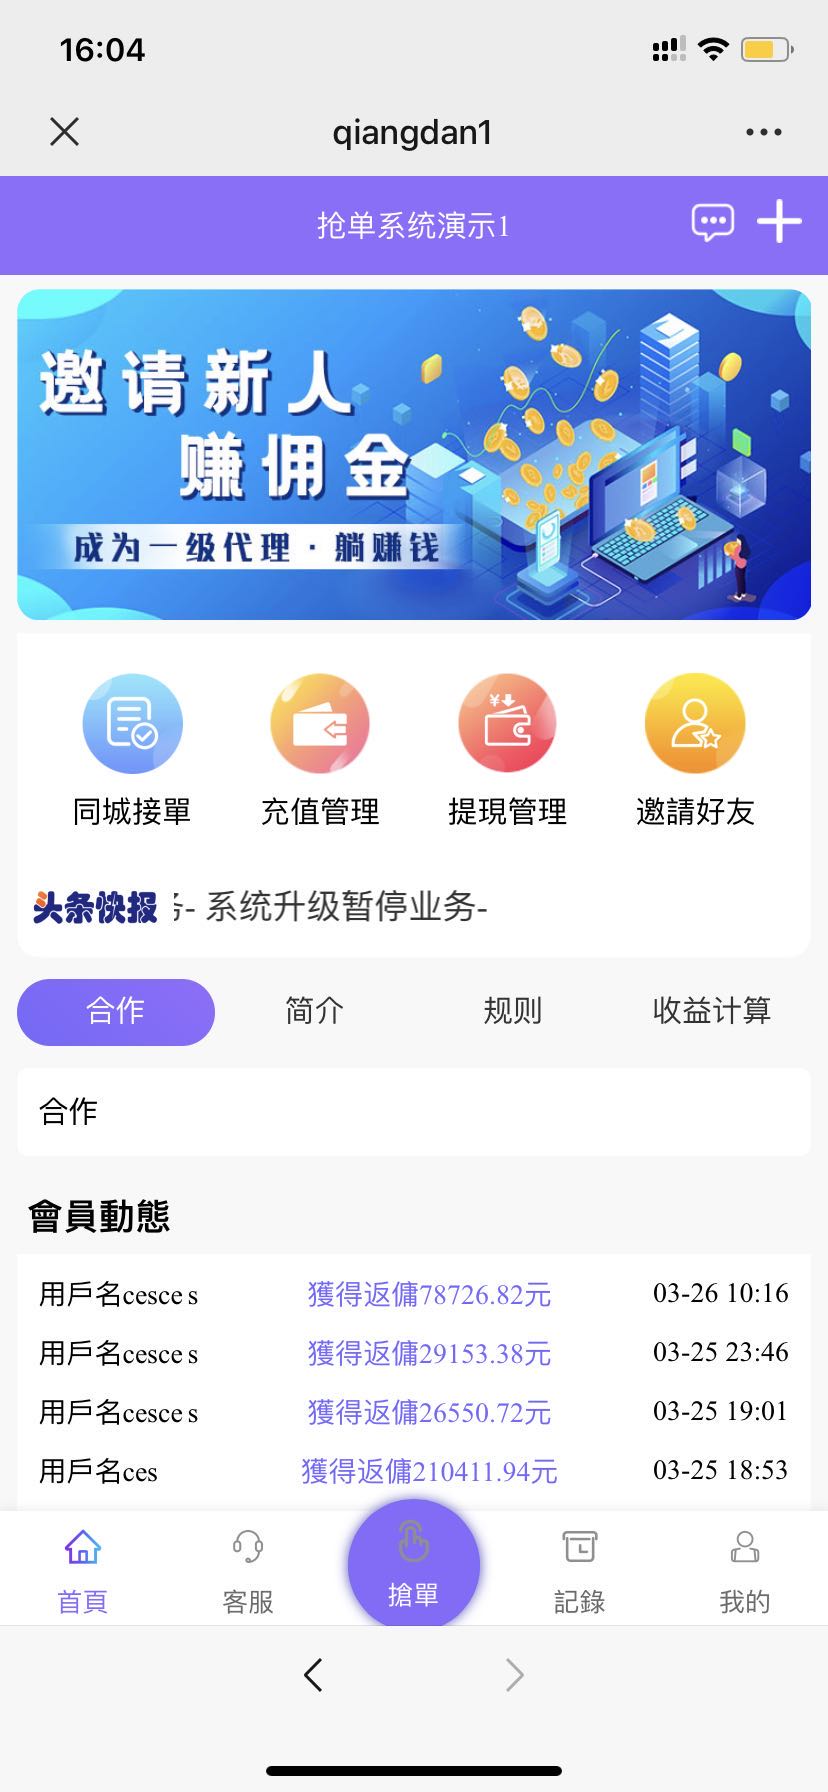 16:04
qiangdan1
抢单系统演示1
邀请新人
赚佣金
成为一级代理·躺赚钱
同城接單
充值管理
提現管理
邀請好友
头条快报
- 系统升级暂停业务-
合作
简介
规则
收益计算
合作
會員動態
用戶名cesces 獲得返傭78726.82元 03-26 10:16
用戶名cesces 獲得返傭29153.38元 03-25 23:46
用戶名cesces 獲得返傭26550.72元 03-25 19:01
用戶名ces 獲得返傭210411.94元 03-25 18:53
首頁
客服
搶單
記錄
我的